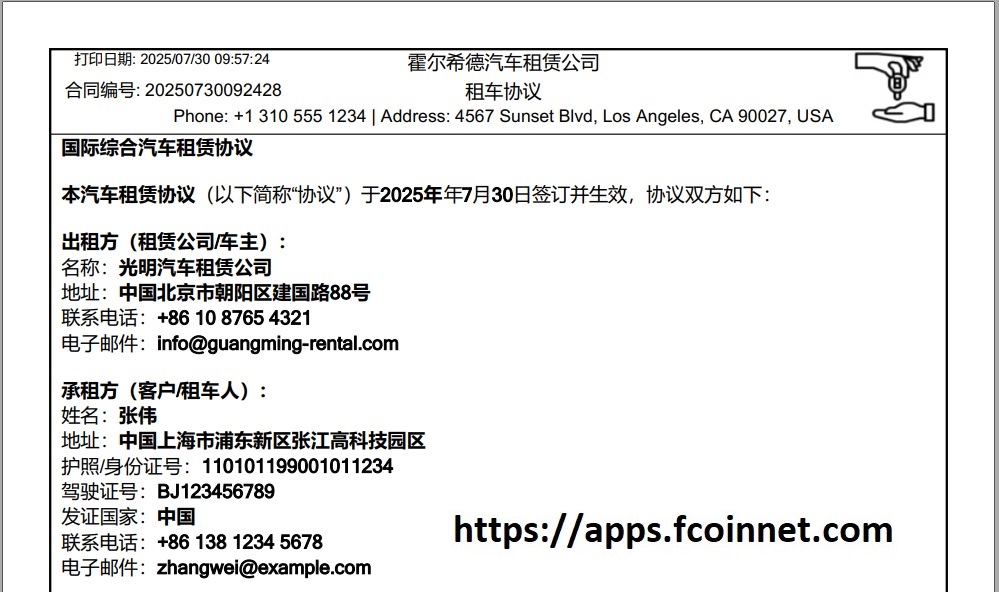 打印日期: 2025/07/30 09:57:24
霍尔希德汽车租赁公司
合同编号: 20250730092428
租车协议
Phone: +1 310 555 1234 | Address: 4567 Sunset Blvd, Los Angeles, CA 90027, USA
国际综合汽车租赁协议
本汽车租赁协议（以下简称“协议”）于2025年年7月30日签订并生效，协议双方如下：
出租方（租赁公司/车主）：
名称：光明汽车租赁公司
地址：中国北京市朝阳区建国路88号
联系电话：+86 10 8765 4321
电子邮件：info@guangming-rental.com
承租方（客户/租车人）：
姓名：张伟
地址：中国上海市浦东新区张江高科技园区
护照/身份证号：110101199001011234
驾驶证号：BJ123456789
发证国家：中国
联系电话：+86 138 1234 5678
电子邮件：zhangwei@example.com
https://apps.fcoinnet.com